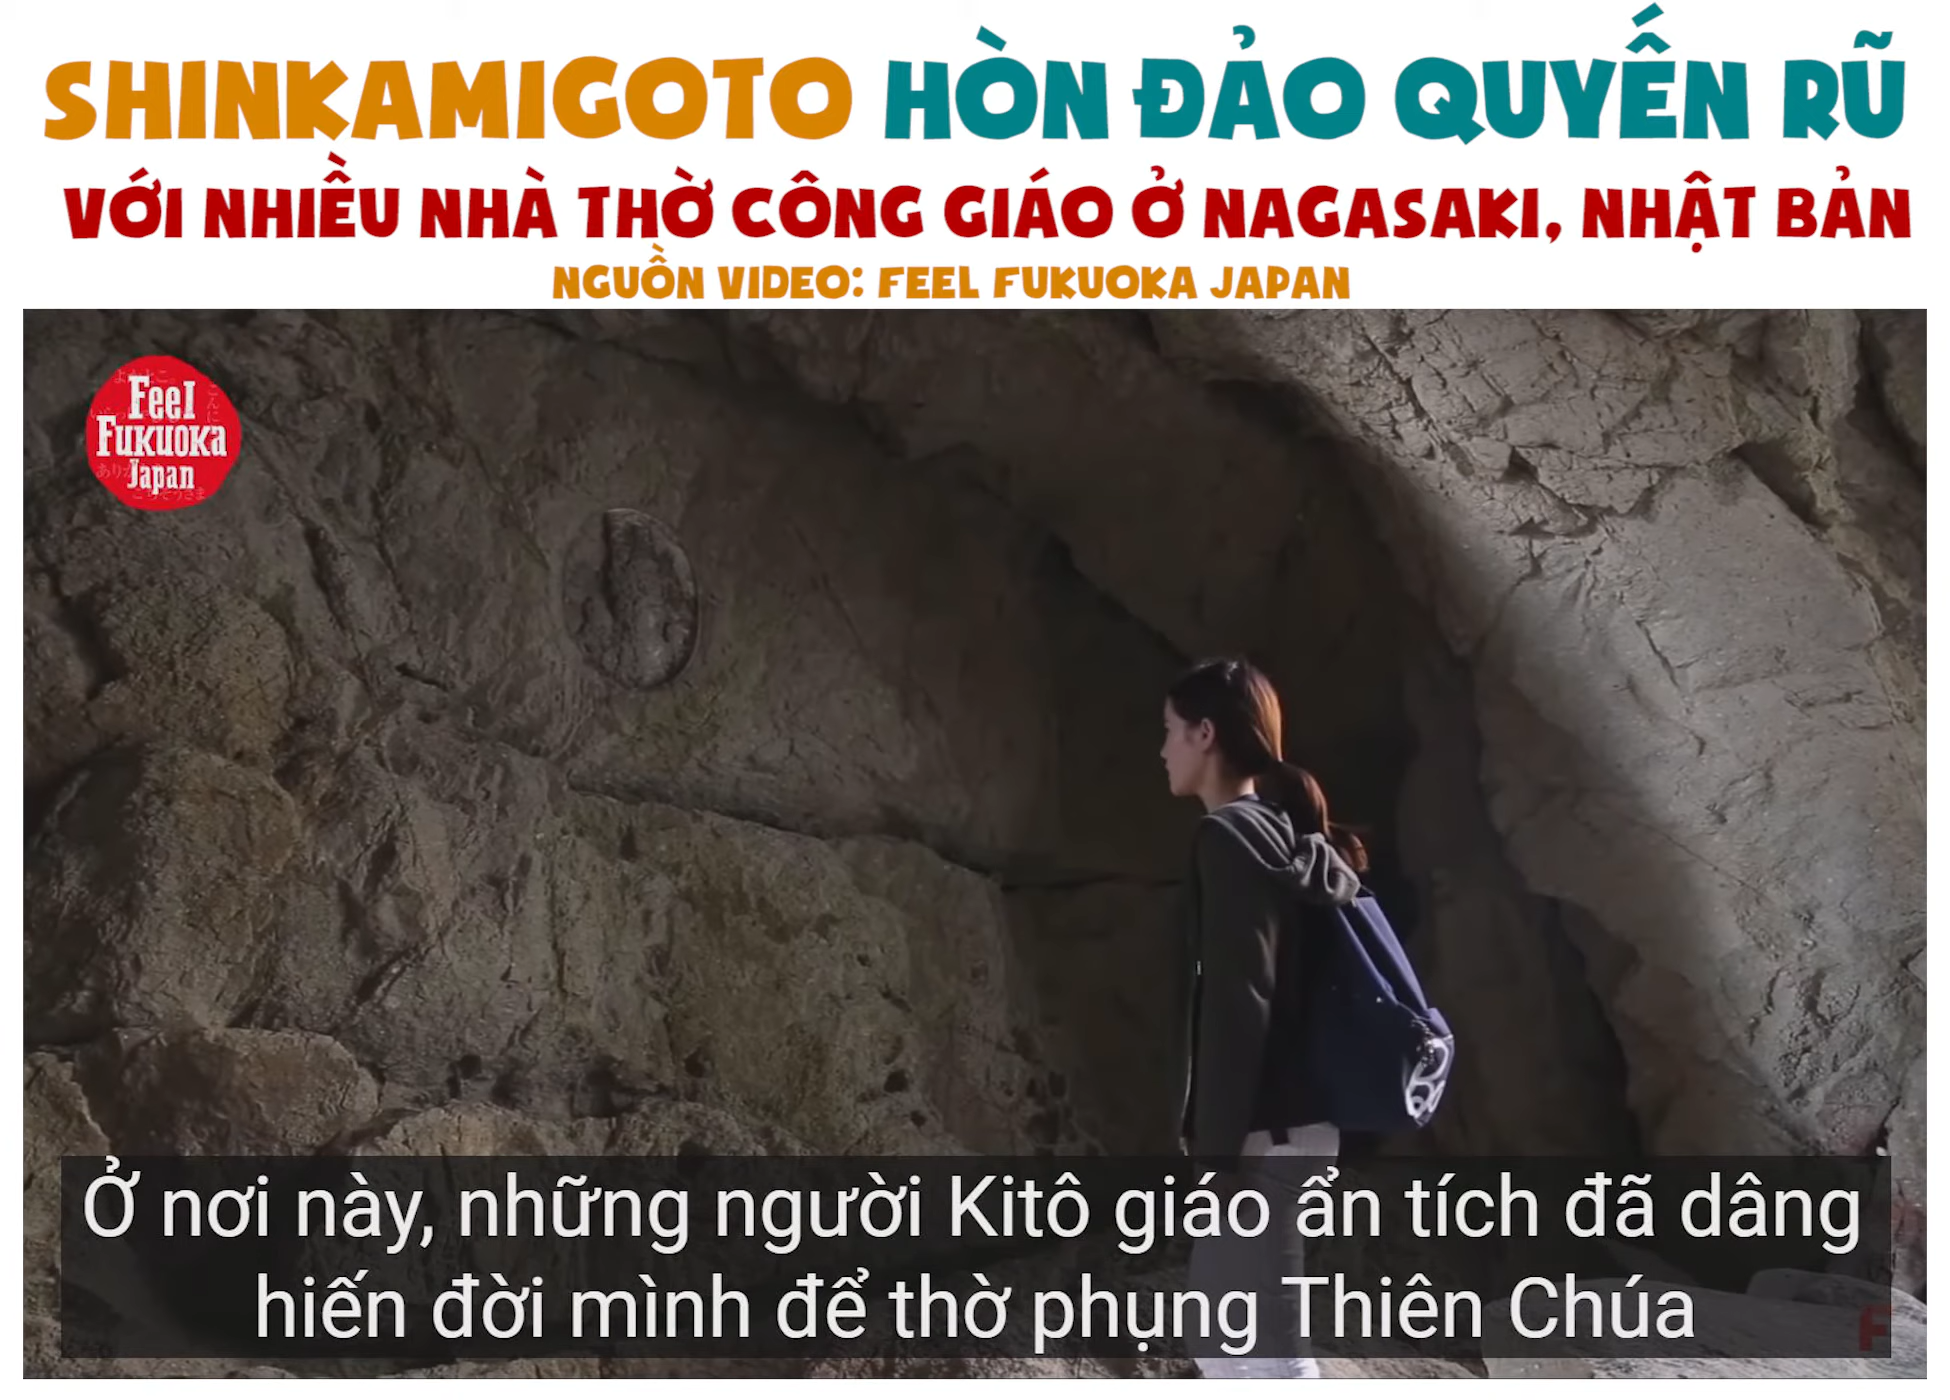 SHINKAMIGOTO HÒN ĐẢO QUYẾN RŨ
VỚI NHIỀU NHÀ THỜ CÔNG GIÁO Ở NAGASAKI, NHẬT BẢN
NGUỒN VIDEO: FEEL FUKUOKA JAPAN
Feel
Fukuoka
Japan
Ở nơi này, những người Kitô giáo ẩn tích đã dâng
hiến đời mình để thờ phụng Thiên Chúa